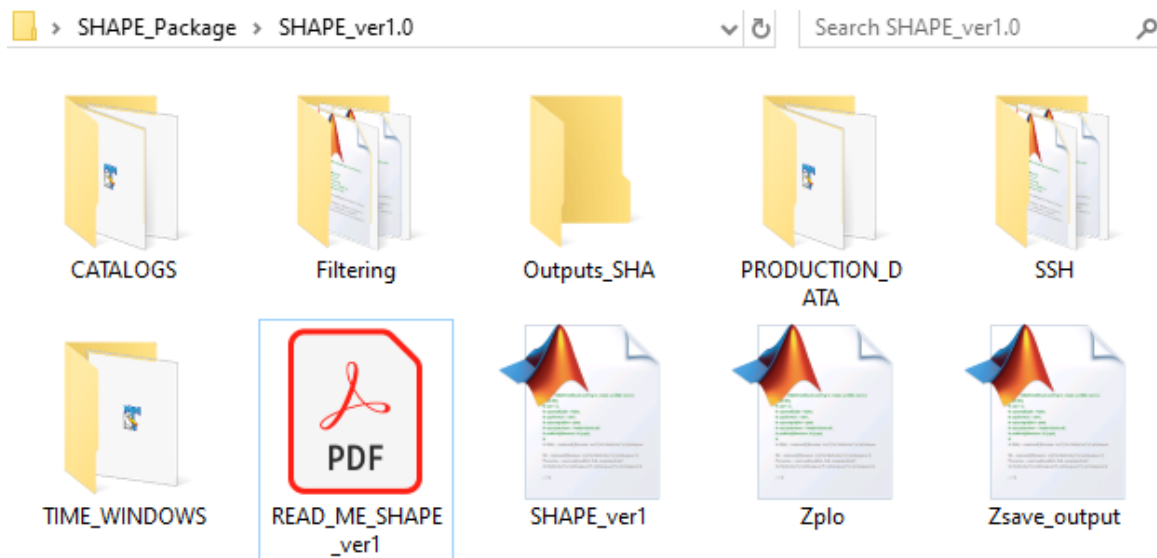 SHAPE_Package > SHAPE_ver1.0
Search SHAPE_ver1.0
CATALOGS
Filtering
Outputs_SHA
PRODUCTION_D
ATA
SSH
TIME_WINDOWS
PDF
READ_ME_SHAPE
_ver1
SHAPE_ver1
Zplo
Zsave_output